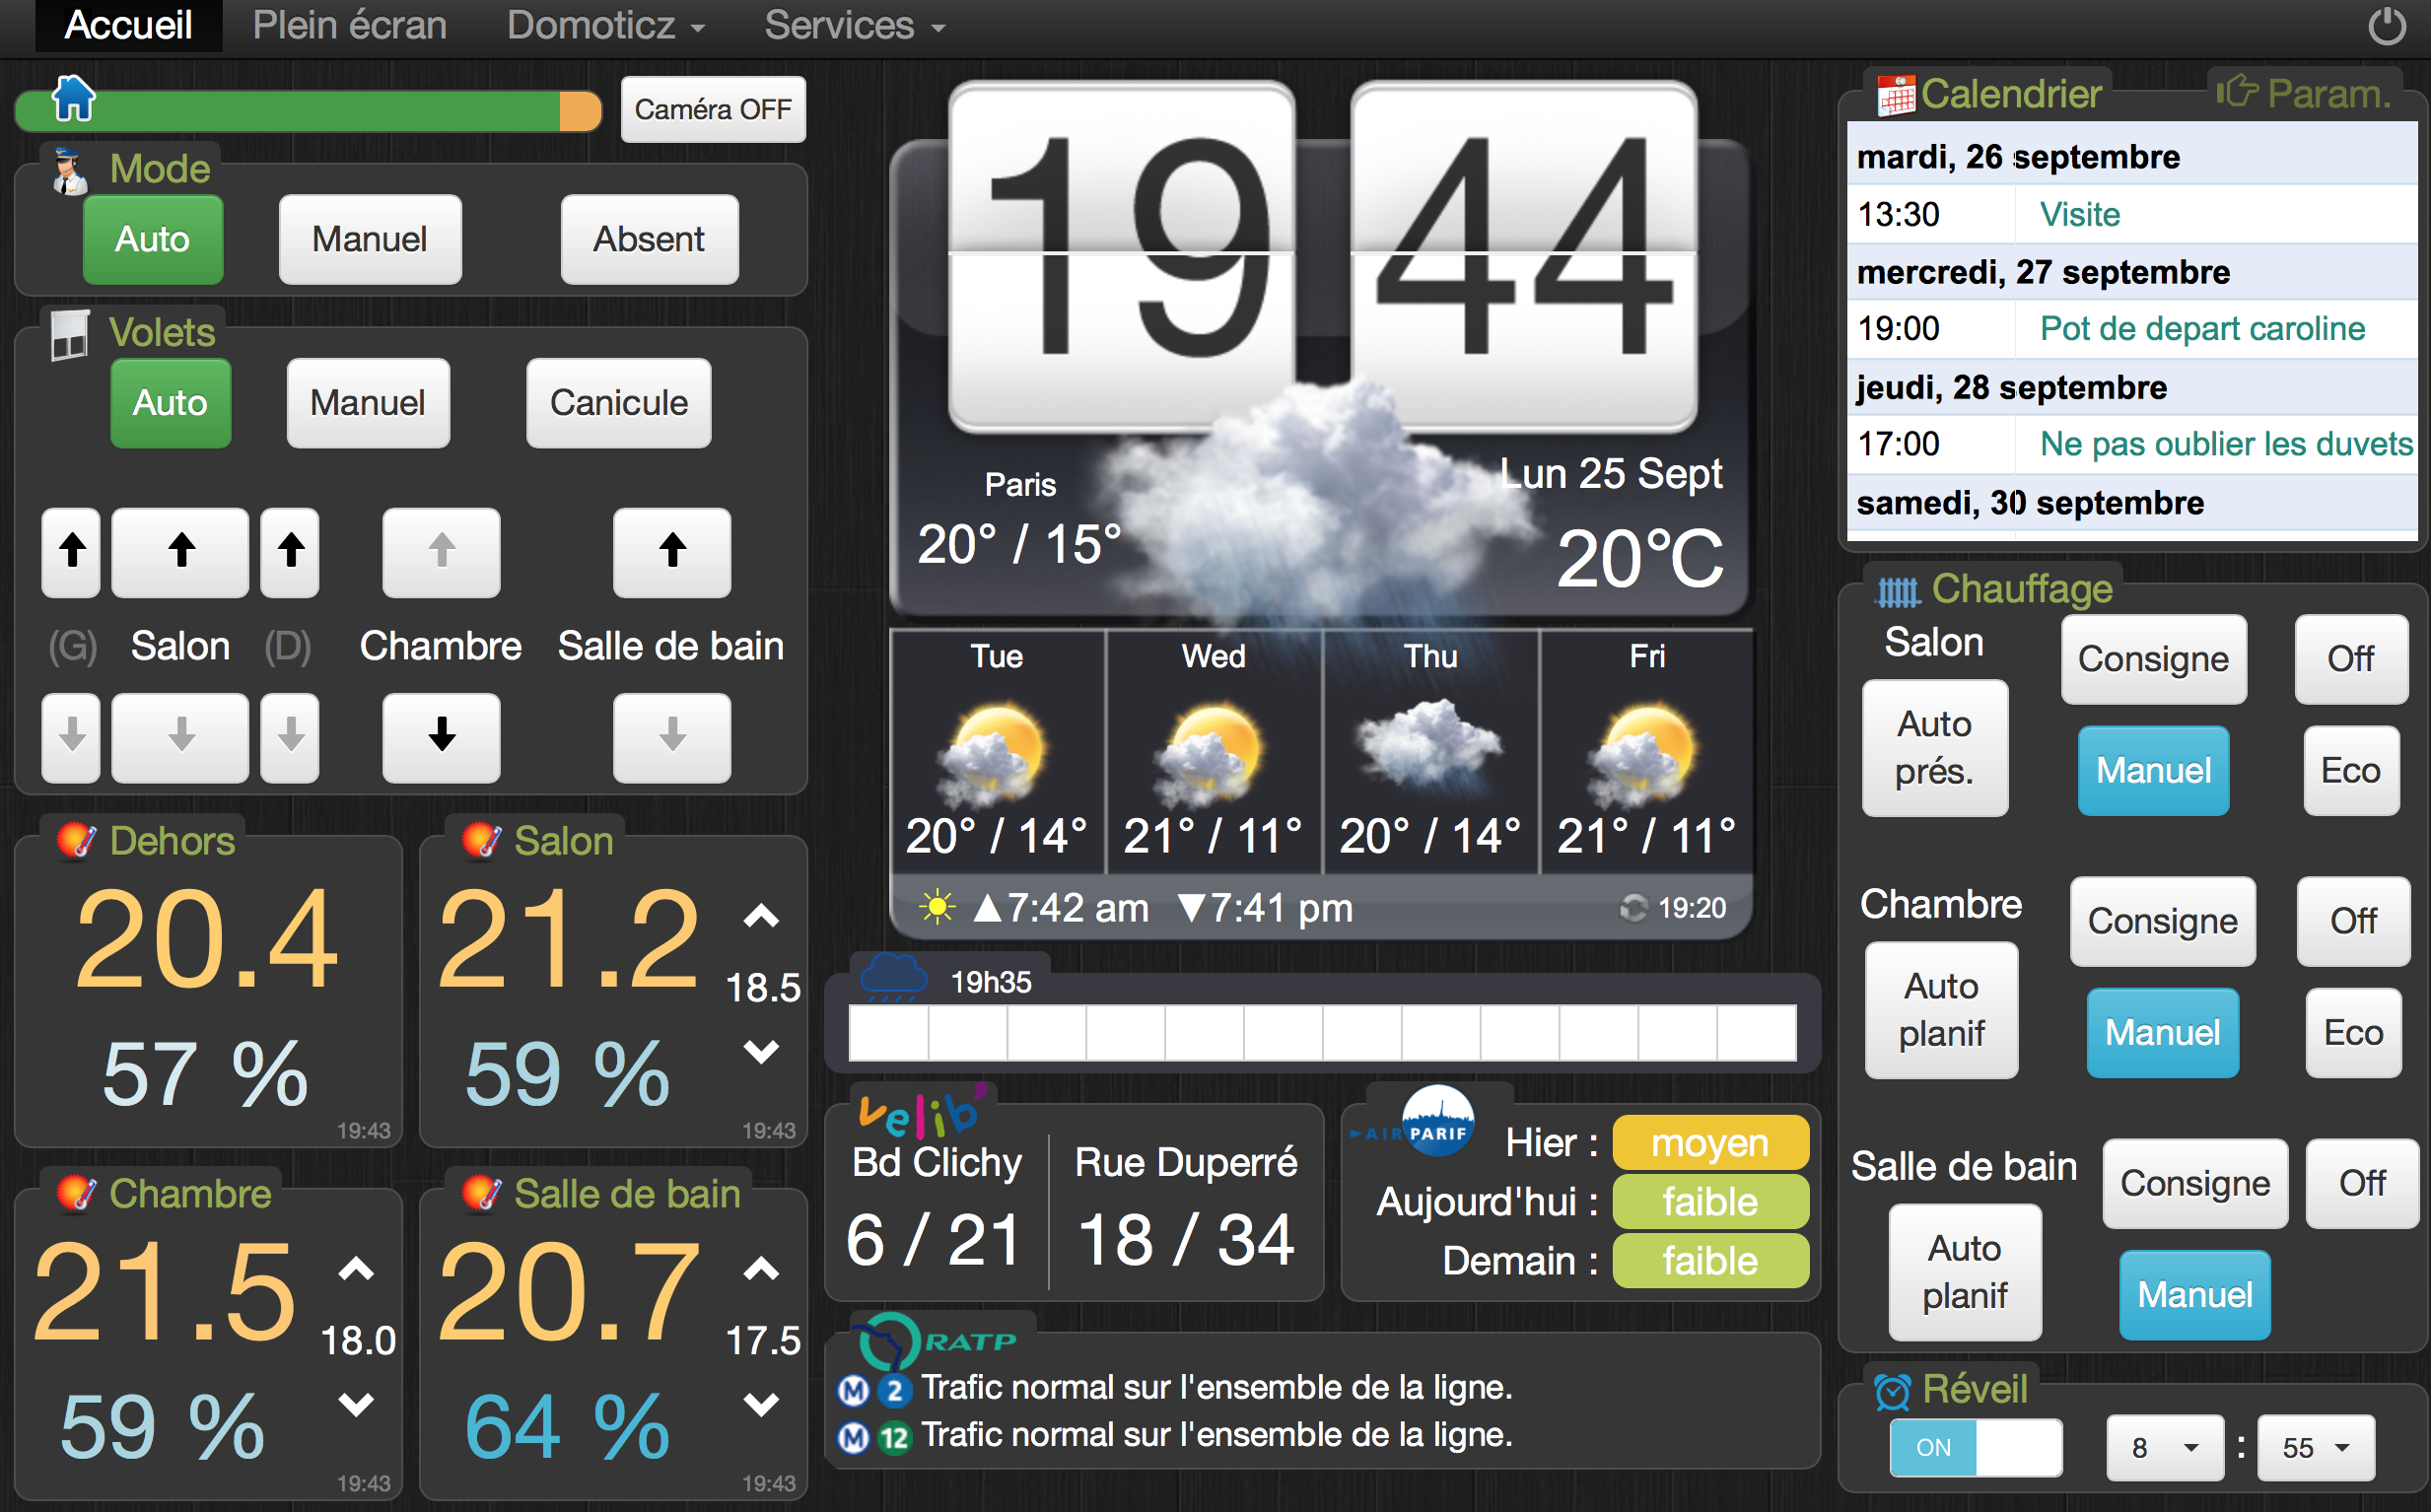 Accueil Plein écran Domoticz Services
Caméra OFF
Mode
Auto Manuel Absent
Volets
Auto Manuel Canicule
(G) Salon (D) Chambre Salle de bain
Dehors
20.4
57 %
19:43
Salon
21.2
18.5
59 %
19:43
Chambre
21.5
18.0
59 %
19:43
Salle de bain
20.7
17.5
64 %
19:43
19 44
Paris
20° / 15°
Lun 25 Sept
20°C
Tue Wed Thu Fri
20° / 14° 21° / 11° 20° / 14° 21° / 11°
▲7:42 am ▼7:41 pm 19:20
19h35
velib'
Bd Clichy Rue Duperré
6 / 21 18 / 34
AIRPARIF
Hier : moyen
Aujourd'hui : faible
Demain : faible
RATP
M 2 Trafic normal sur l'ensemble de la ligne.
M 12 Trafic normal sur l'ensemble de la ligne.
Calendrier Param.
mardi, 26 septembre
13:30 Visite
mercredi, 27 septembre
19:00 Pot de depart caroline
jeudi, 28 septembre
17:00 Ne pas oublier les duvets
samedi, 30 septembre
Chauffage
Salon Consigne Off
Auto
prés.
Manuel Eco
Chambre Consigne Off
Auto
planif
Manuel Eco
Salle de bain Consigne Off
Auto
planif
Manuel
Réveil
ON 8 : 55